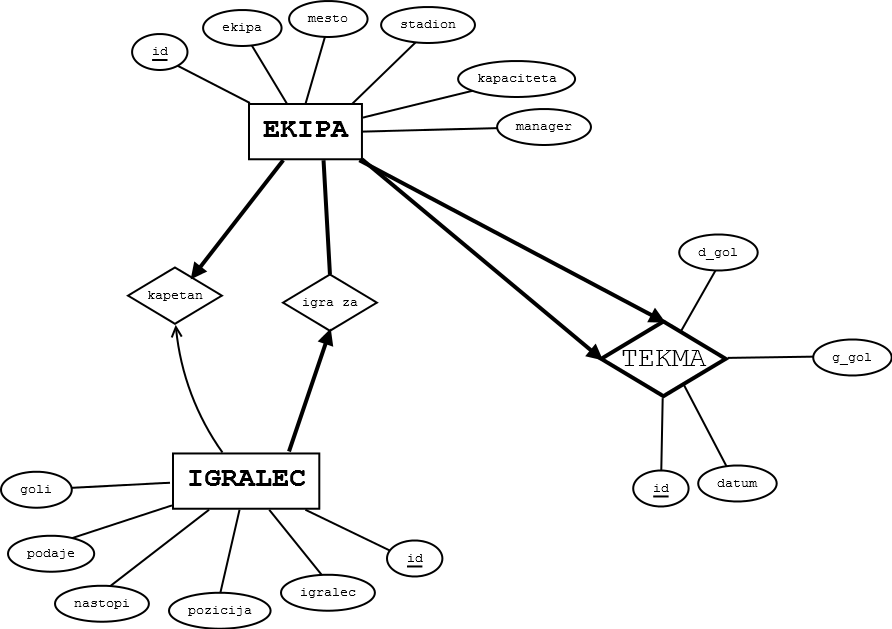 mesto
stadion
ekipa
id
kapaciteta
manager
EKIPA
d_gol
kapetan
igra za
TEKMA
g_gol
IGRALEC
goli
id
datum
podaje
id
nastopi
pozicija
igralec